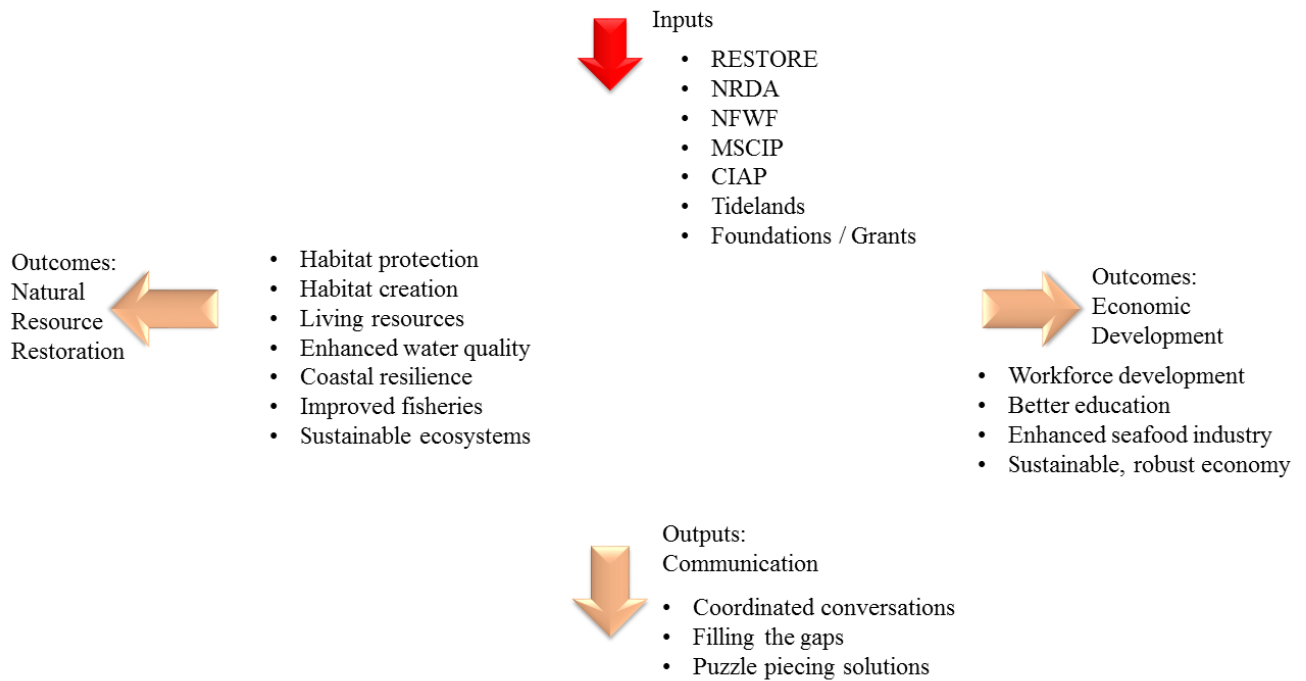 Inputs
• RESTORE
• NRDA
• NFWF
• MSCIP
• CIAP
• Tidelands
• Foundations / Grants
Outcomes:
Natural
Resource
Restoration
• Habitat protection
• Habitat creation
• Living resources
• Enhanced water quality
• Coastal resilience
• Improved fisheries
• Sustainable ecosystems
Outcomes:
Economic
Development
• Workforce development
• Better education
• Enhanced seafood industry
• Sustainable, robust economy
Outputs:
Communication
• Coordinated conversations
• Filling the gaps
• Puzzle piecing solutions